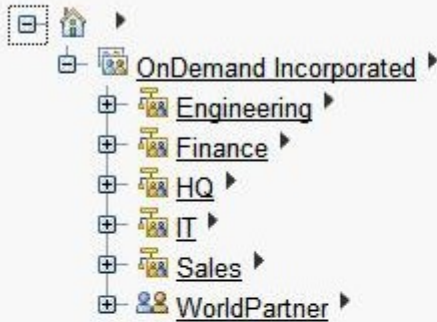 OnDemand Incorporated
Engineering
Finance
HQ
IT
Sales
WorldPartner